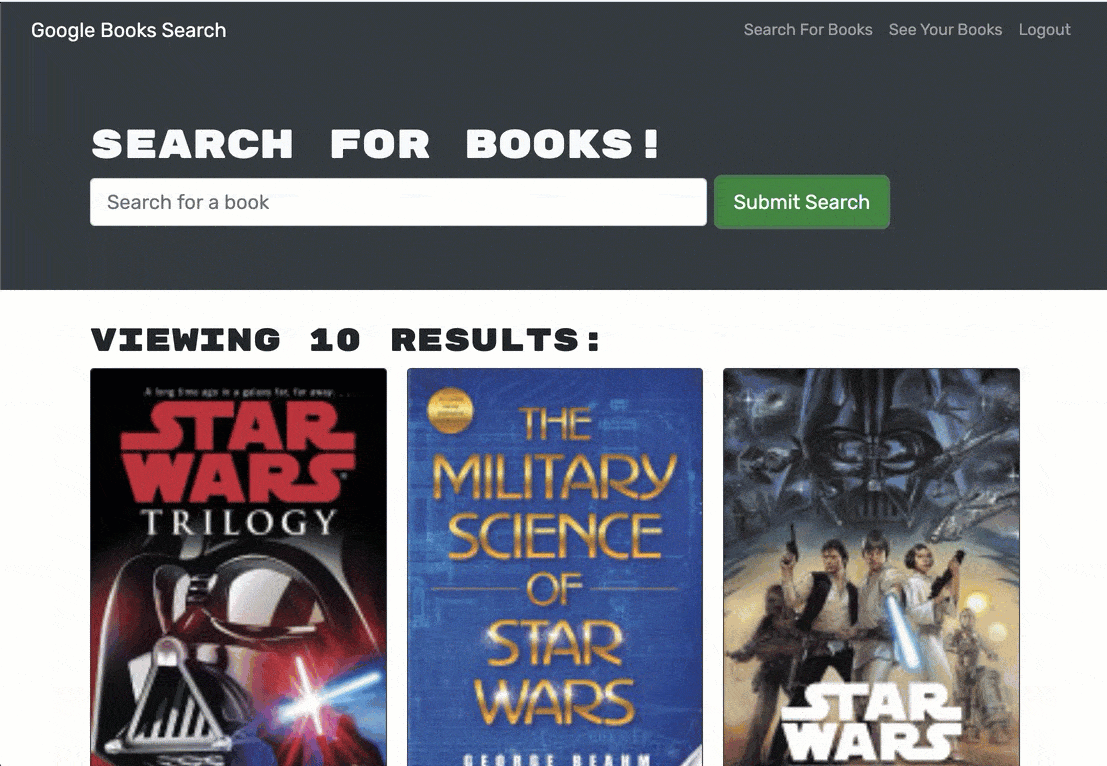 Google Books Search
Search For Books See Your Books Logout
SEARCH FOR BOOKS!
Search for a book
Submit Search
VIEWING 10 RESULTS:
A long time ago in a galaxy far, far away. . .
STAR
WARS
TRILOGY
THE
MILITARY
SCIENCE
OF
STAR
WARS
GEORGE BEAHM
STAR
WARS